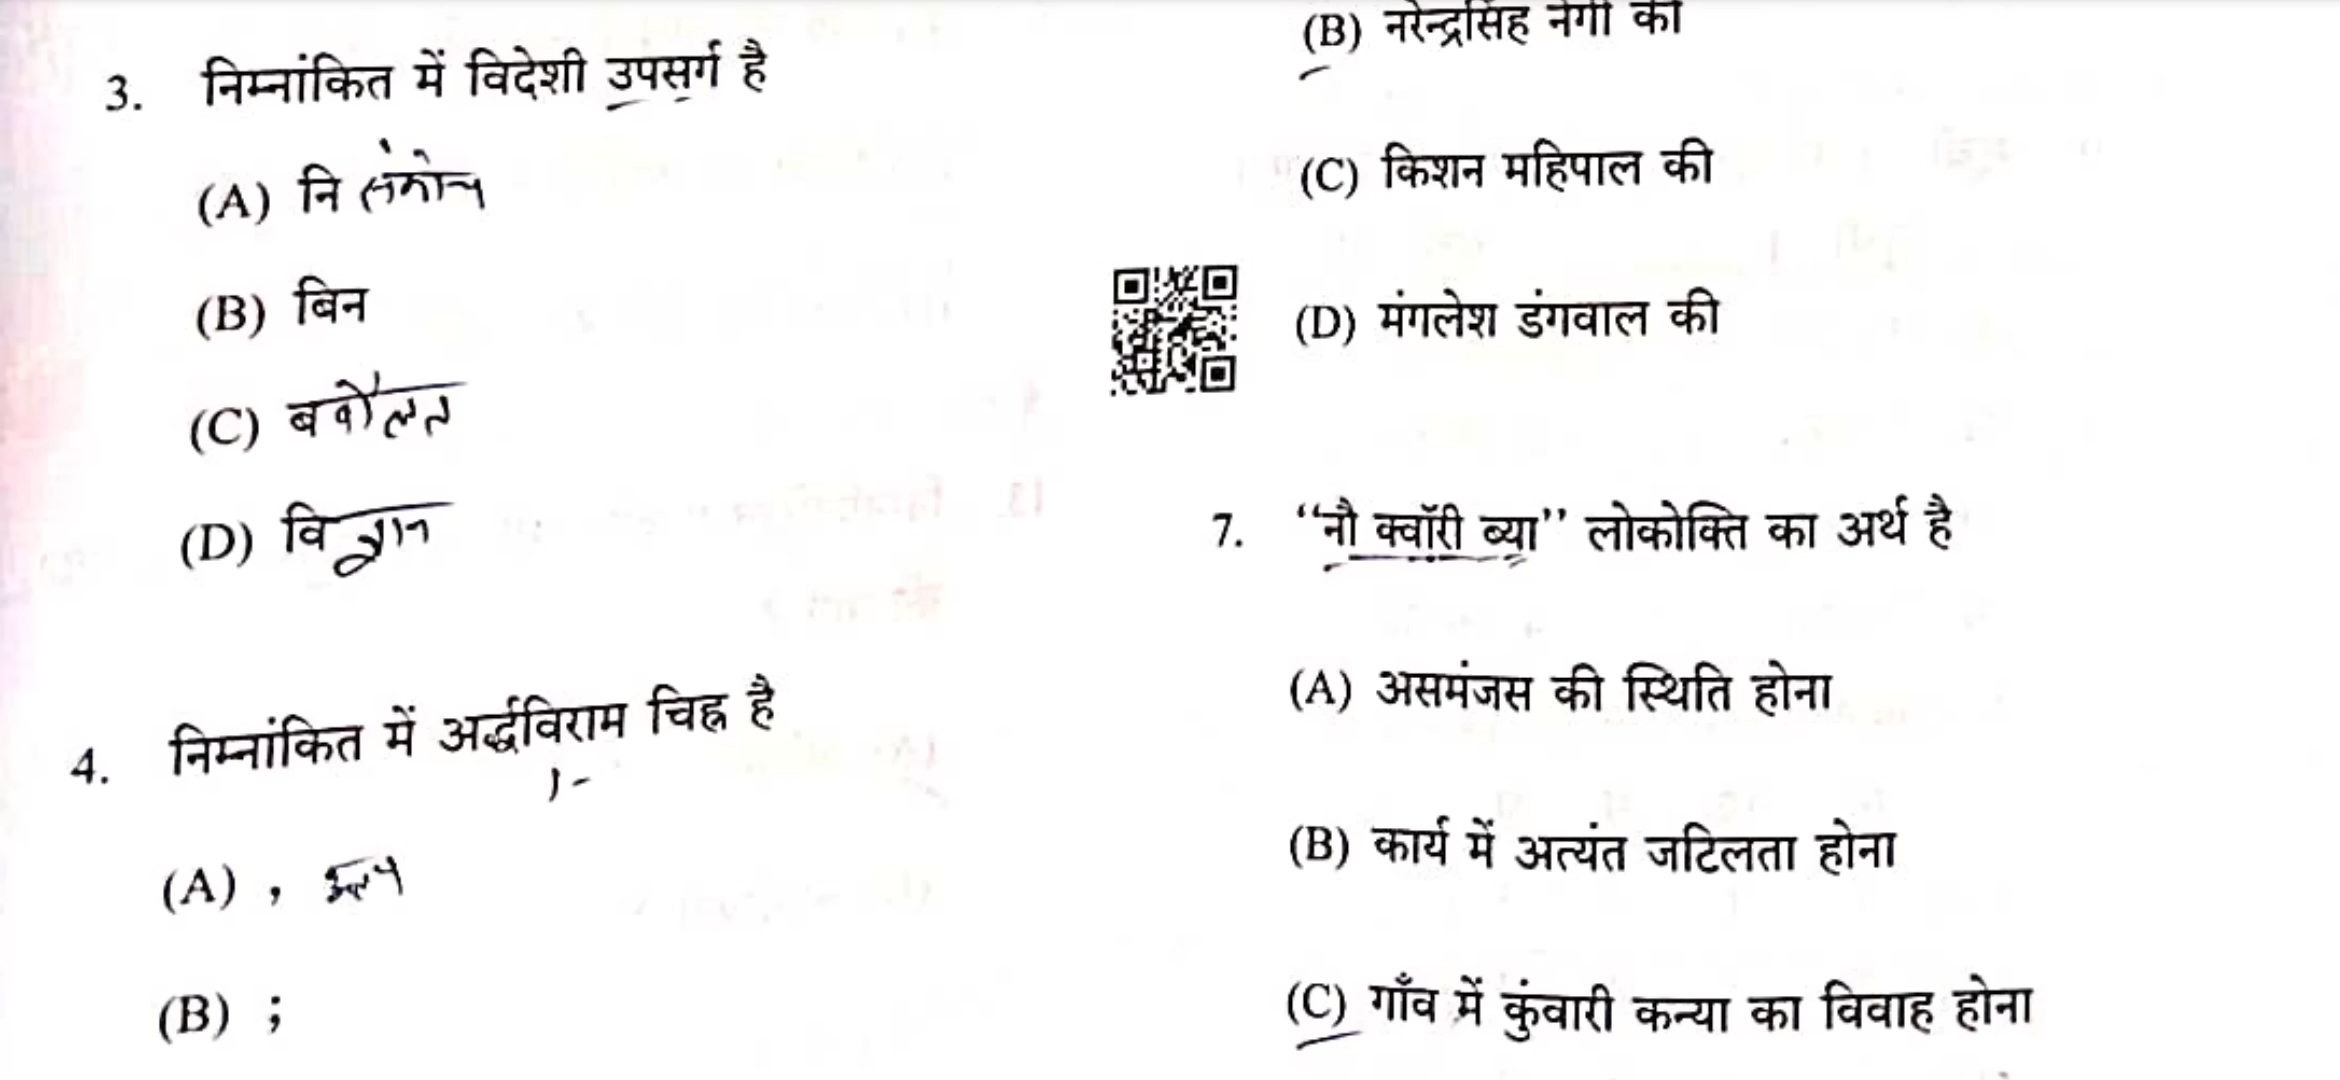 3. निम्नांकित में विदेशी उपसर्ग है
(A) नि संकोच
(B) बिन
(C) ब
(D) वि ज्ञान
4. निम्नांकित में अर्द्धविराम चिह्न है
(A) ,
(B) ;
(B) नरेन्द्रसिंह नेगी की
(C) किशन महिपाल की
(D) मंगलेश डंगवाल की
7. “नौ क्वॉरी ब्या” लोकोक्ति का अर्थ है
(A) असमंजस की स्थिति होना
(B) कार्य में अत्यंत जटिलता होना
(C) गाँव में कुंवारी कन्या का विवाह होना